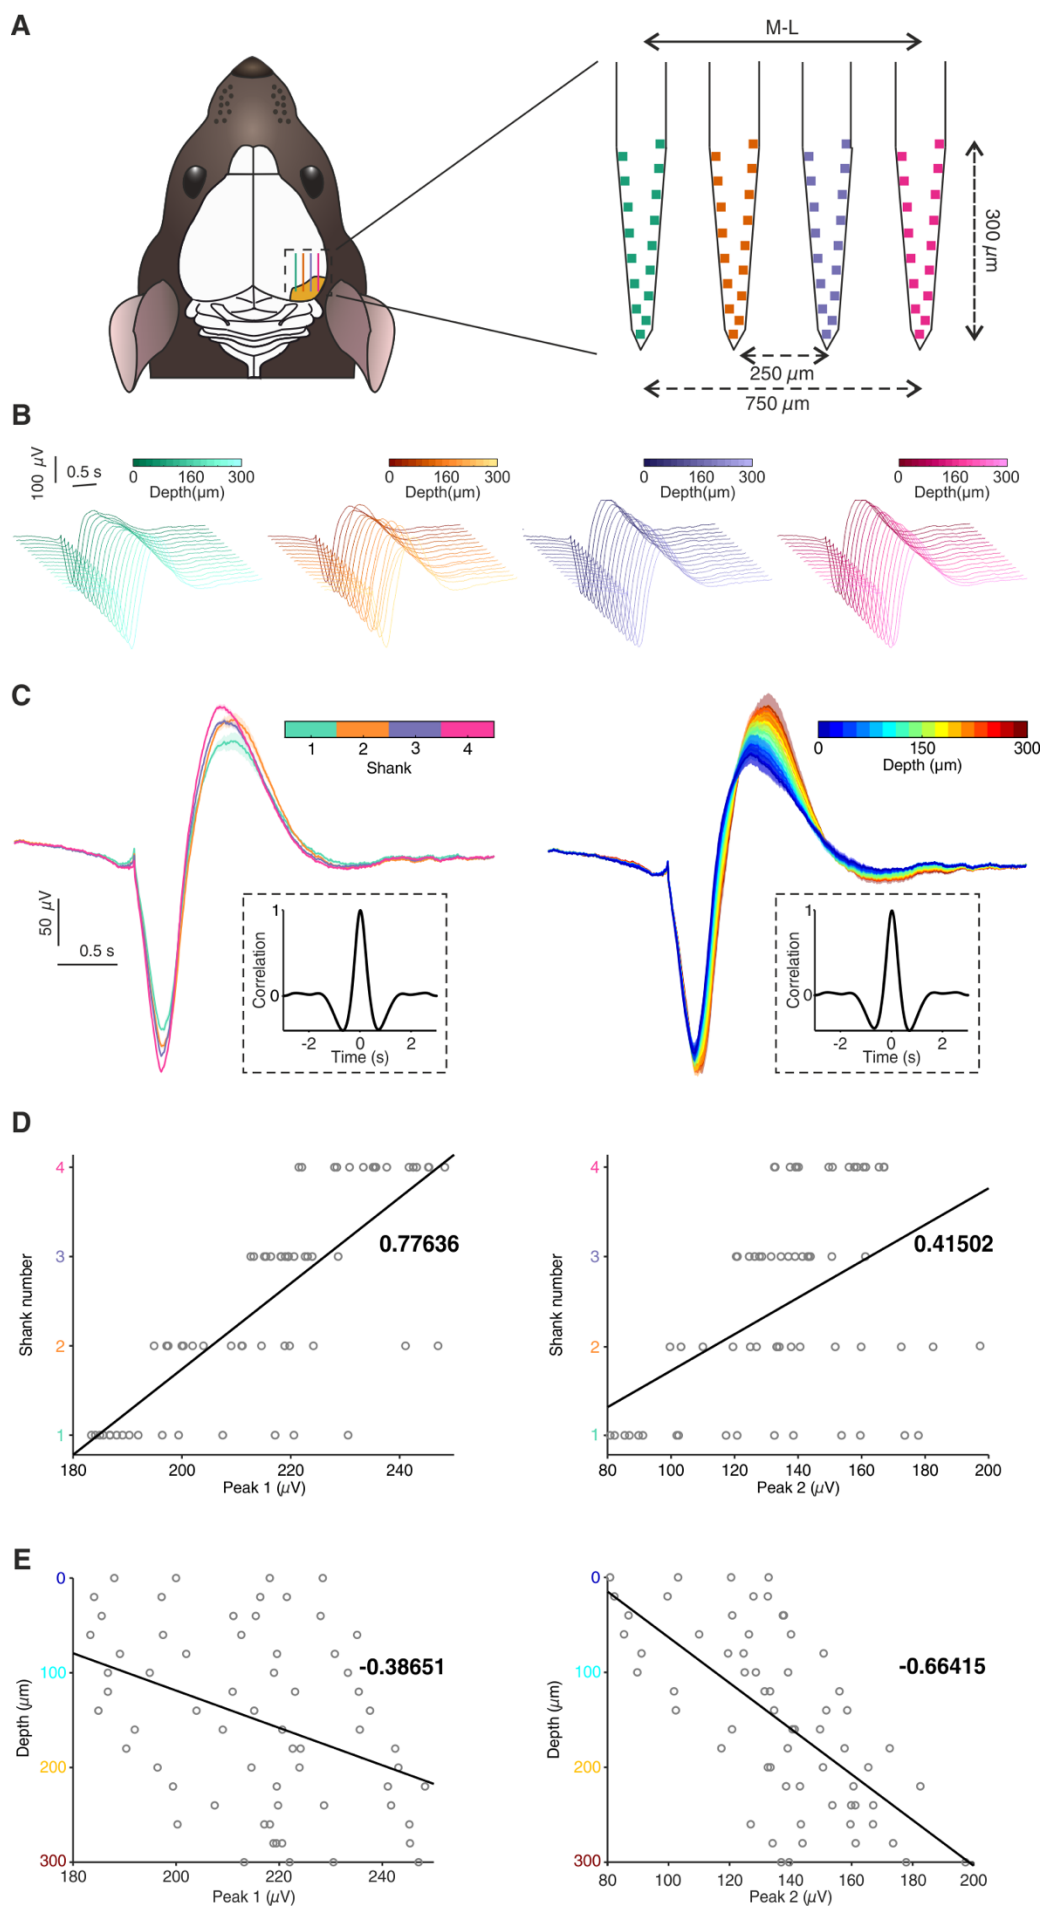 A
M-L
300 μm
250 μm
750 μm
B
100 μV
0.5 s
0 160 300
Depth(μm)
0 160 300
Depth(μm)
0 160 300
Depth(μm)
0 160 300
Depth(μm)
C
1 2 3 4
Shank
0 150 300
Depth (μm)
50 μV
0.5 s
1
0
Correlation
-2 0 2
Time (s)
1
0
Correlation
-2 0 2
Time (s)
D
4
3
2
1
Shank number
0.77636
180 200 220 240
Peak 1 (μV)
4
3
2
1
Shank number
0.41502
80 100 120 140 160 180 200
Peak 2 (μV)
E
0
100
200
300
Depth (μm)
-0.38651
180 200 220 240
Peak 1 (μV)
0
100
200
300
Depth (μm)
-0.66415
80 100 120 140 160 180 200
Peak 2 (μV)